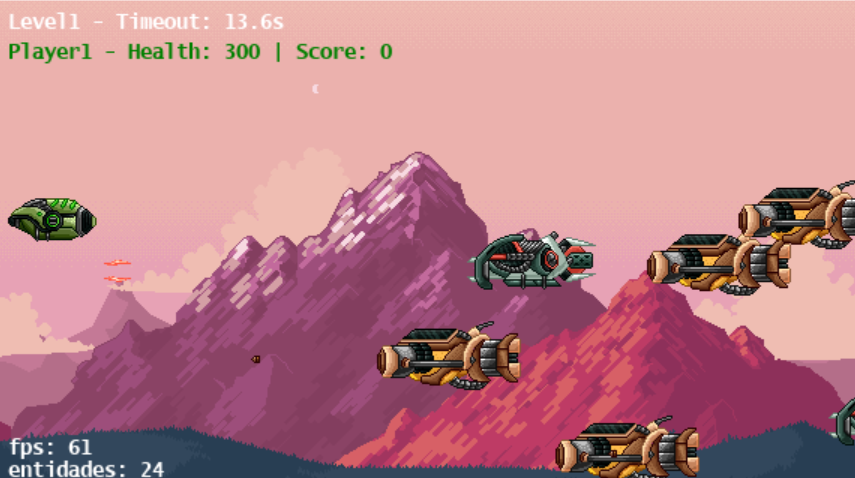 Level1 - Timeout: 13.6s
Player1 - Health: 300 | Score: 0
fps: 61
entidades: 24